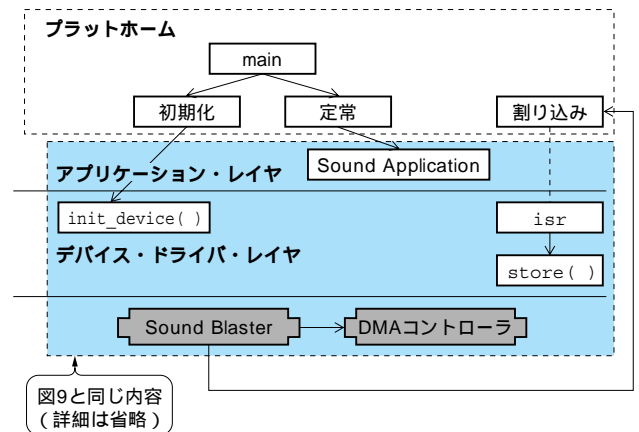 プラットホーム
main
初期化
定常
割り込み
アプリケーション・レイヤ
Sound Application
init_device( )
isr
デバイス・ドライバ・レイヤ
store( )
Sound Blaster
DMAコントローラ
図9と同じ内容
(詳細は省略)